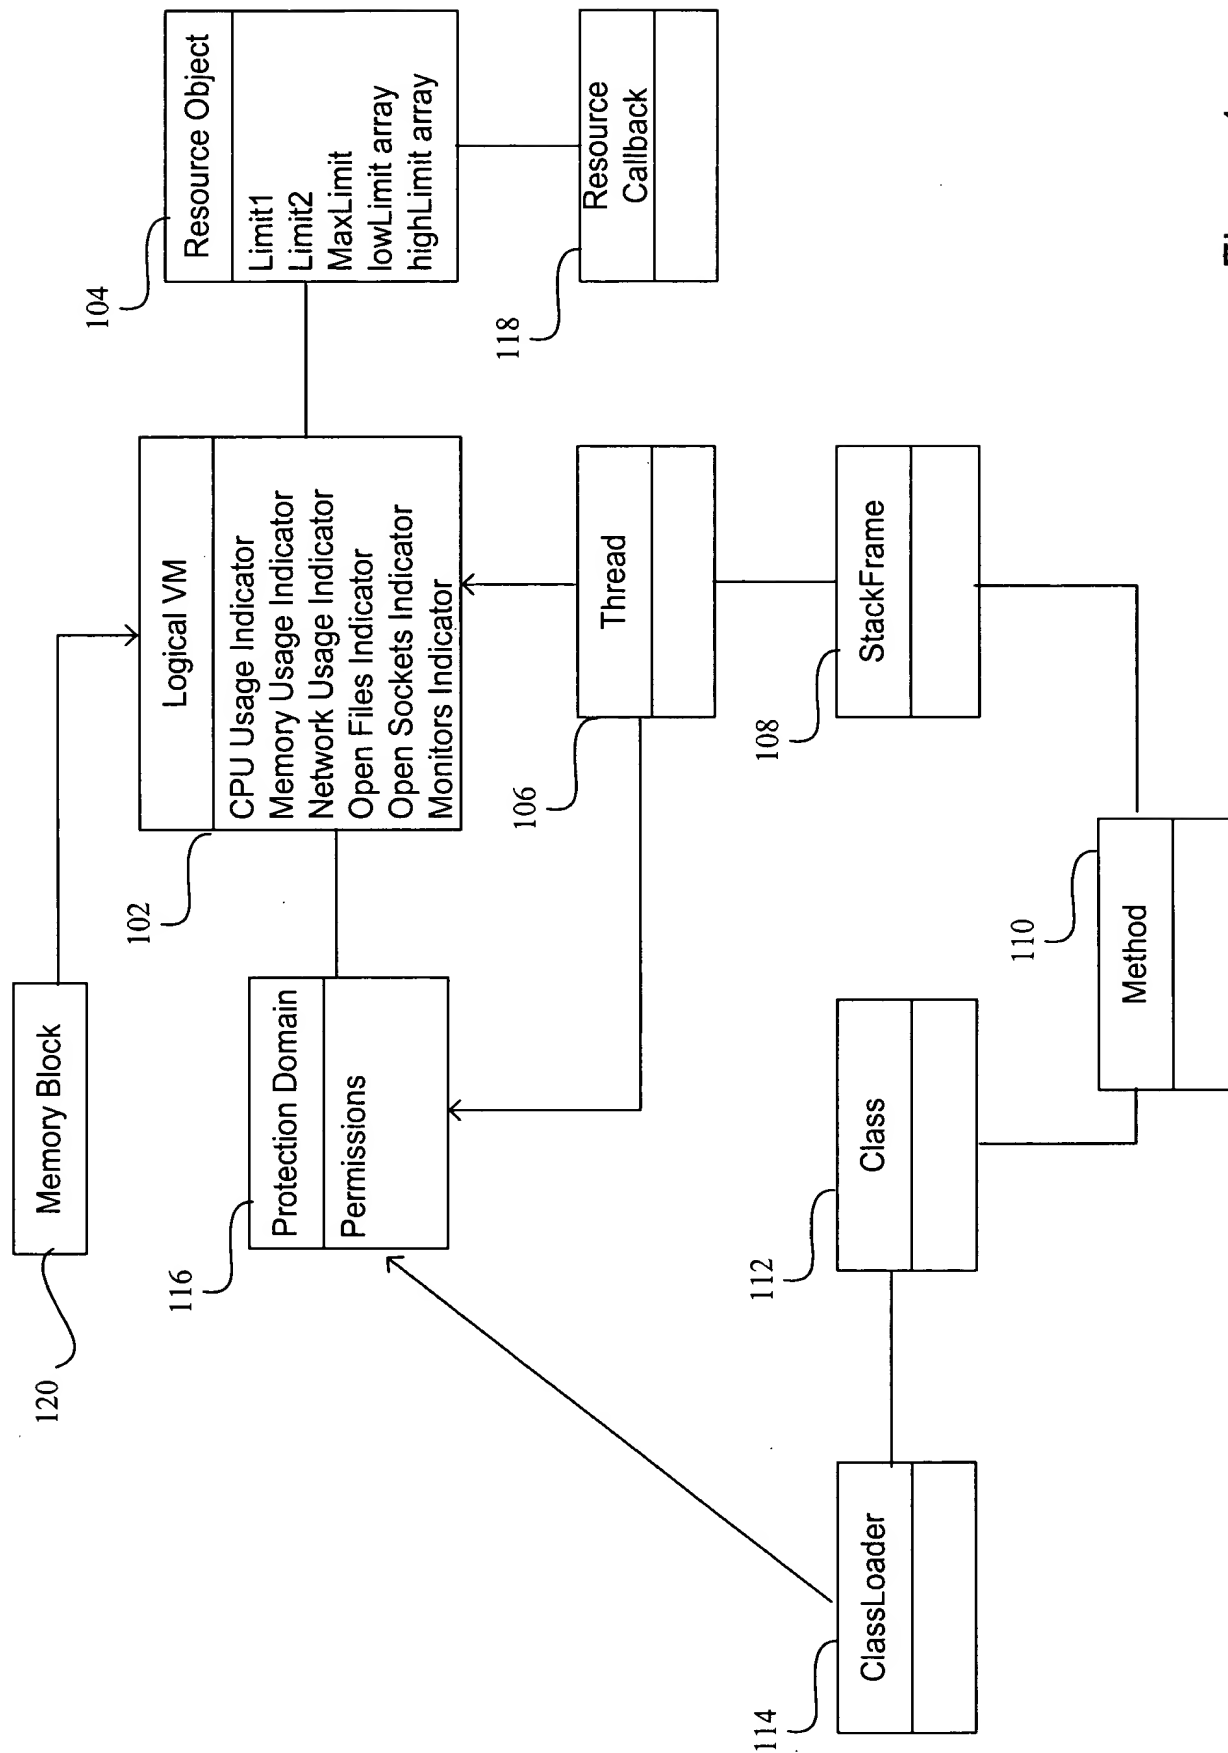 120
Memory Block
102
Logical VM
CPU Usage Indicator
Memory Usage Indicator
Network Usage Indicator
Open Files Indicator
Open Sockets Indicator
Monitors Indicator
104
Resource Object
Limit1
Limit2
MaxLimit
lowLimit array
highLimit array
116
Protection Domain
Permissions
118
Resource
Callback
106
Thread
108
StackFrame
114
ClassLoader
112
Class
110
Method